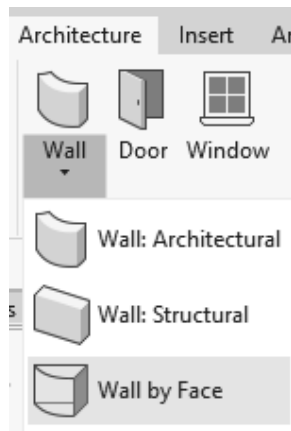 Architecture Insert
Wall Door Window
Wall: Architectural
Wall: Structural
Wall by Face